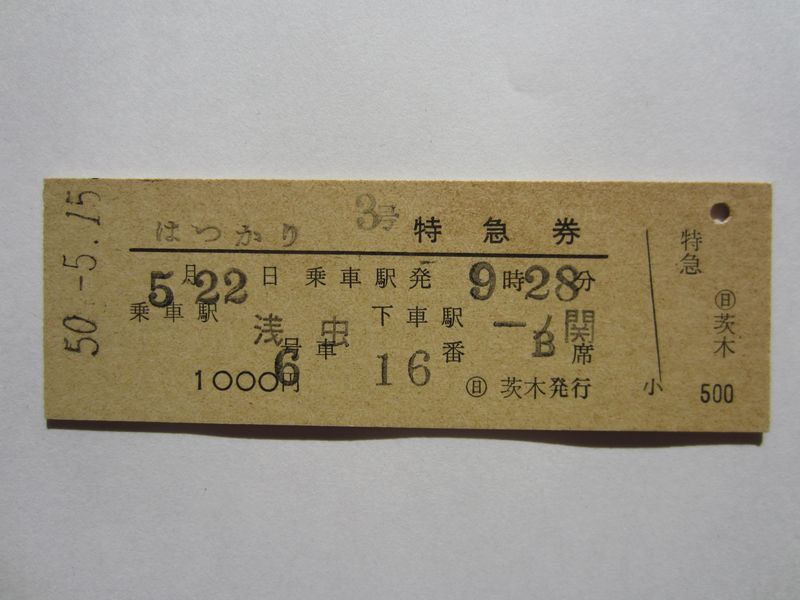 50.-5.15
はつかり 3号 特急券
5月22日 乗車駅発 9時28分
乗車駅 浅虫 下車駅 一ノ関
6号車 16番 B席
1000円 ㊐ 茨木発行
特急
㊐ 茨木
小 500